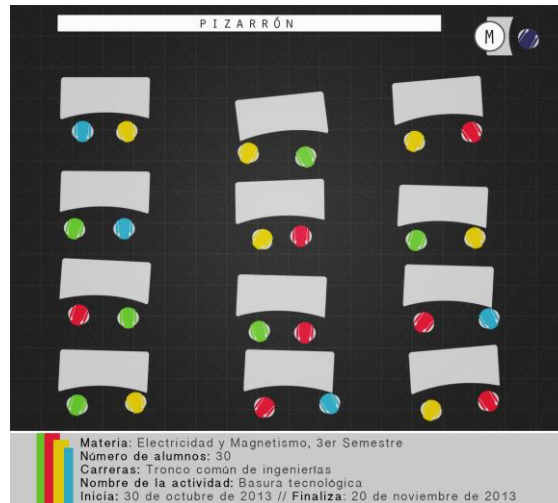 PIZARRÓN
M
Materia: Electricidad y Magnetismo, 3er Semestre
Número de alumnos: 30
Carreras: Tronco común de ingenierías
Nombre de la actividad: Basura tecnológica
Inicia: 30 de octubre de 2013 // Finaliza: 20 de noviembre de 2013